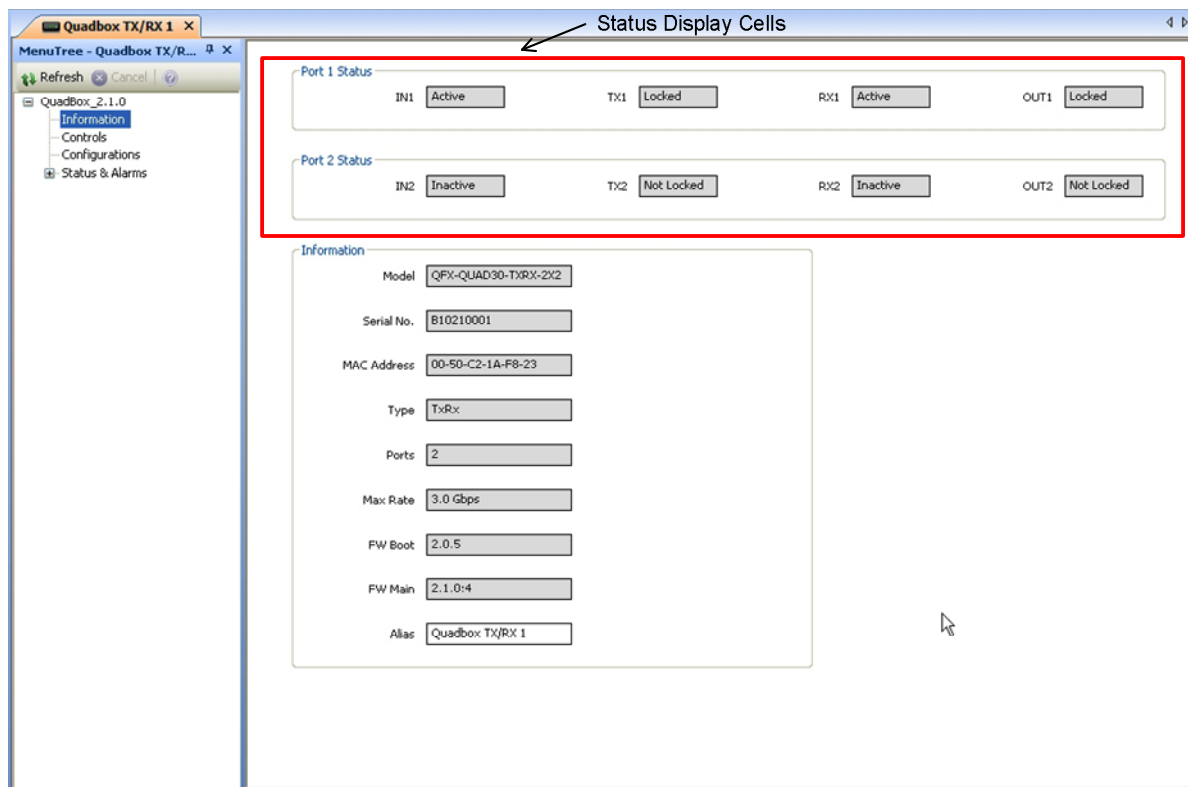 Quadbox TX/RX 1
Status Display Cells
MenuTree - Quadbox TX/R...
Refresh Cancel
QuadBox_2.1.0
Information
Controls
Configurations
Status & Alarms
Port 1 Status
IN1 Active TX1 Locked RX1 Active OUT1 Locked
Port 2 Status
IN2 Inactive TX2 Not Locked RX2 Inactive OUT2 Not Locked
Information
Model QFX-QUAD30-TXRX-2X2
Serial No. B10210001
MAC Address 00-50-C2-1A-F8-23
Type TxRx
Ports 2
Max Rate 3.0 Gbps
FW Boot 2.0.5
FW Main 2.1.0:4
Alias Quadbox TX/RX 1